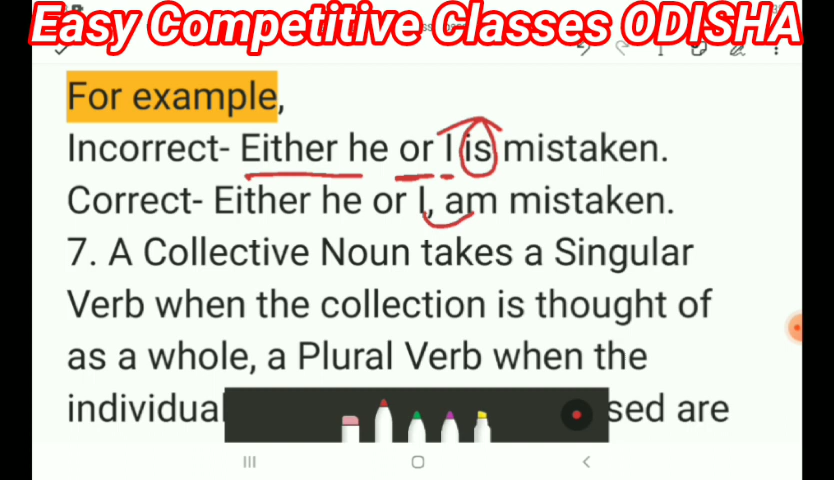 Easy Competitive Classes ODISHA
For example,
Incorrect- Either he or I is mistaken.
Correct- Either he or I, am mistaken.
7. A Collective Noun takes a Singular
Verb when the collection is thought of
as a whole, a Plural Verb when the
individual sed are